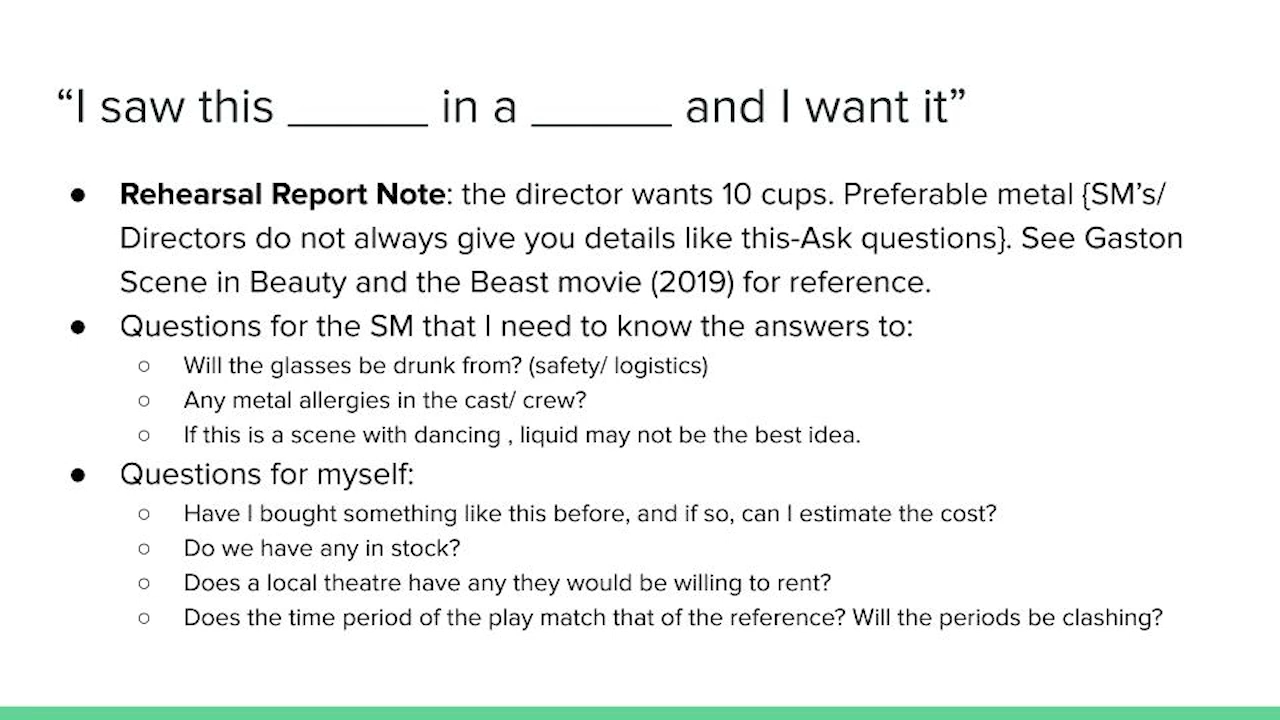 “I saw this ______ in a ______ and I want it”
● Rehearsal Report Note: the director wants 10 cups. Preferable metal {SM’s/
Directors do not always give you details like this-Ask questions}. See Gaston
Scene in Beauty and the Beast movie (2019) for reference.
● Questions for the SM that I need to know the answers to:
○ Will the glasses be drunk from? (safety/ logistics)
○ Any metal allergies in the cast/ crew?
○ If this is a scene with dancing , liquid may not be the best idea.
● Questions for myself:
○ Have I bought something like this before, and if so, can I estimate the cost?
○ Do we have any in stock?
○ Does a local theatre have any they would be willing to rent?
○ Does the time period of the play match that of the reference? Will the periods be clashing?